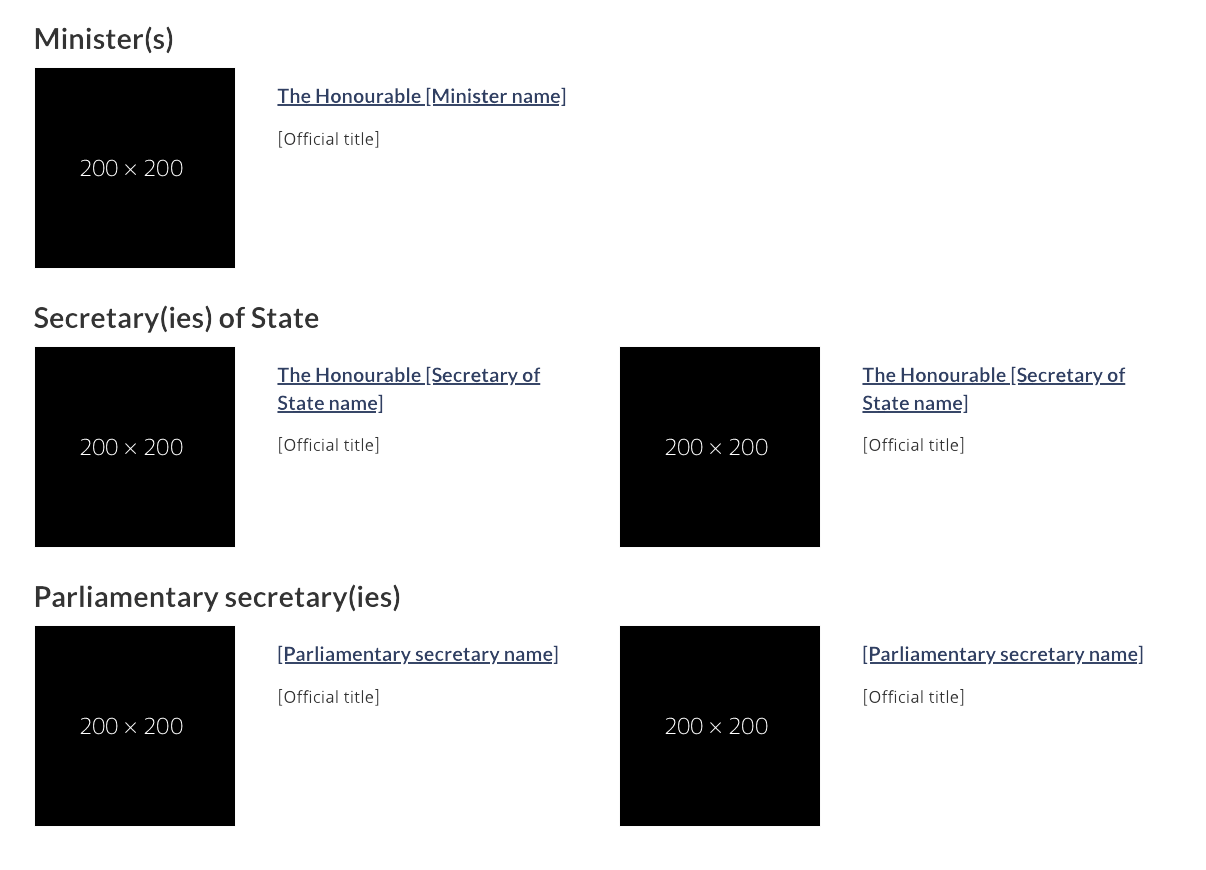 Minister(s)
200 × 200
The Honourable [Minister name]
[Official title]
Secretary(ies) of State
200 × 200
The Honourable [Secretary of
State name]
[Official title]
200 × 200
The Honourable [Secretary of
State name]
[Official title]
Parliamentary secretary(ies)
200 × 200
[Parliamentary secretary name]
[Official title]
200 × 200
[Parliamentary secretary name]
[Official title]